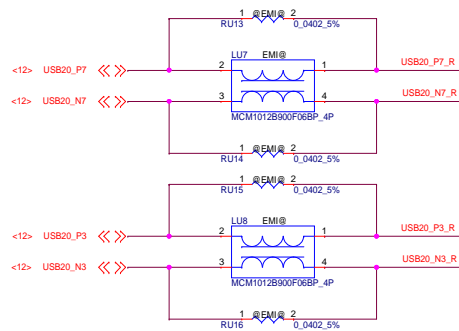 1 @EMI@ 2
RU13 0_0402_5%
LU7 EMI@
<12> USB20_P7 2 1 USB20_P7_R
<12> USB20_N7 3 4 USB20_N7_R
MCM1012B900F06BP_4P
1 @EMI@ 2
RU14 0_0402_5%
1 @EMI@ 2
RU15 0_0402_5%
LU8 EMI@
<12> USB20_P3 2 1 USB20_P3_R
<12> USB20_N3 3 4 USB20_N3_R
MCM1012B900F06BP_4P
1 @EMI@ 2
RU16 0_0402_5%